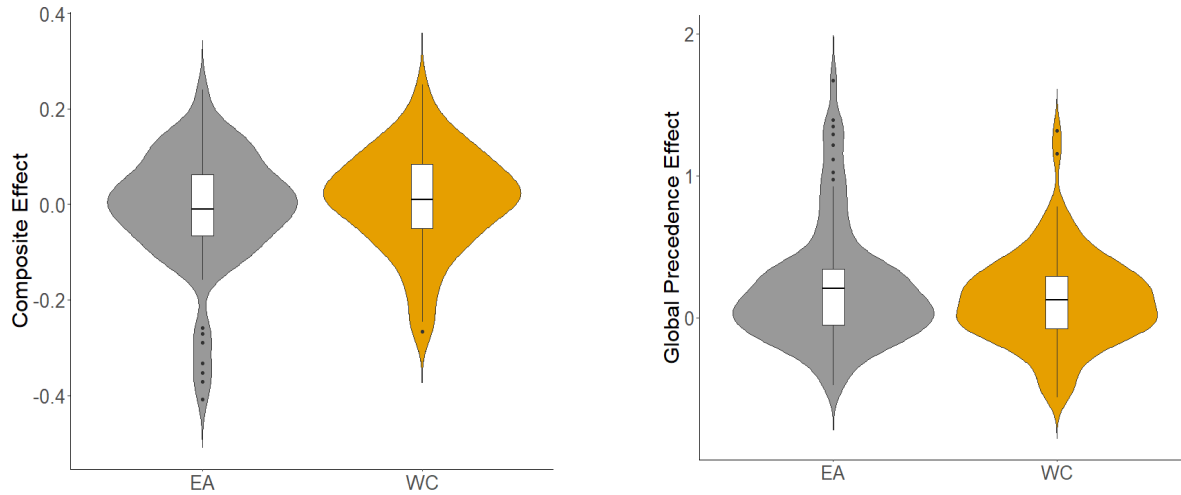 Composite Effect
0.4
0.2
0.0
-0.2
-0.4
EA
WC
Global Precedence Effect
2
1
0
EA
WC